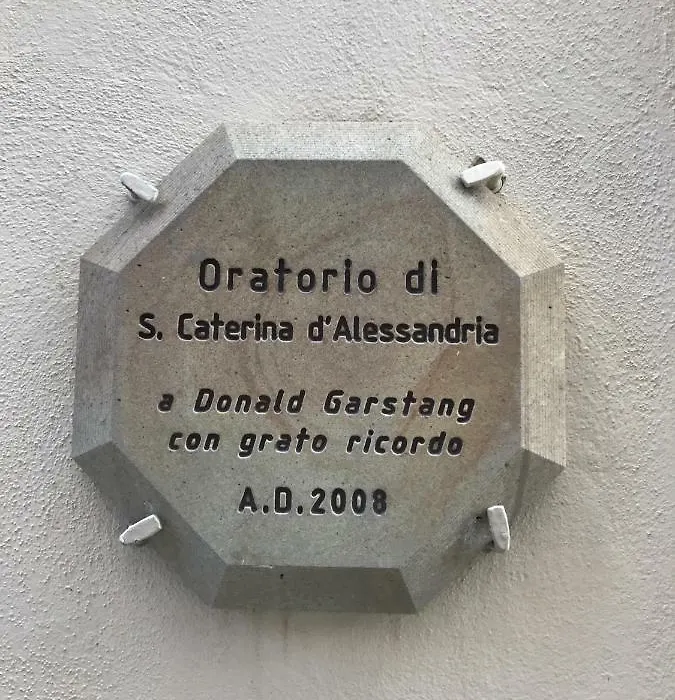 Oratorio di
S. Caterina d'Alessandria
a Donald Garstang
con grato ricordo
A.D.2008